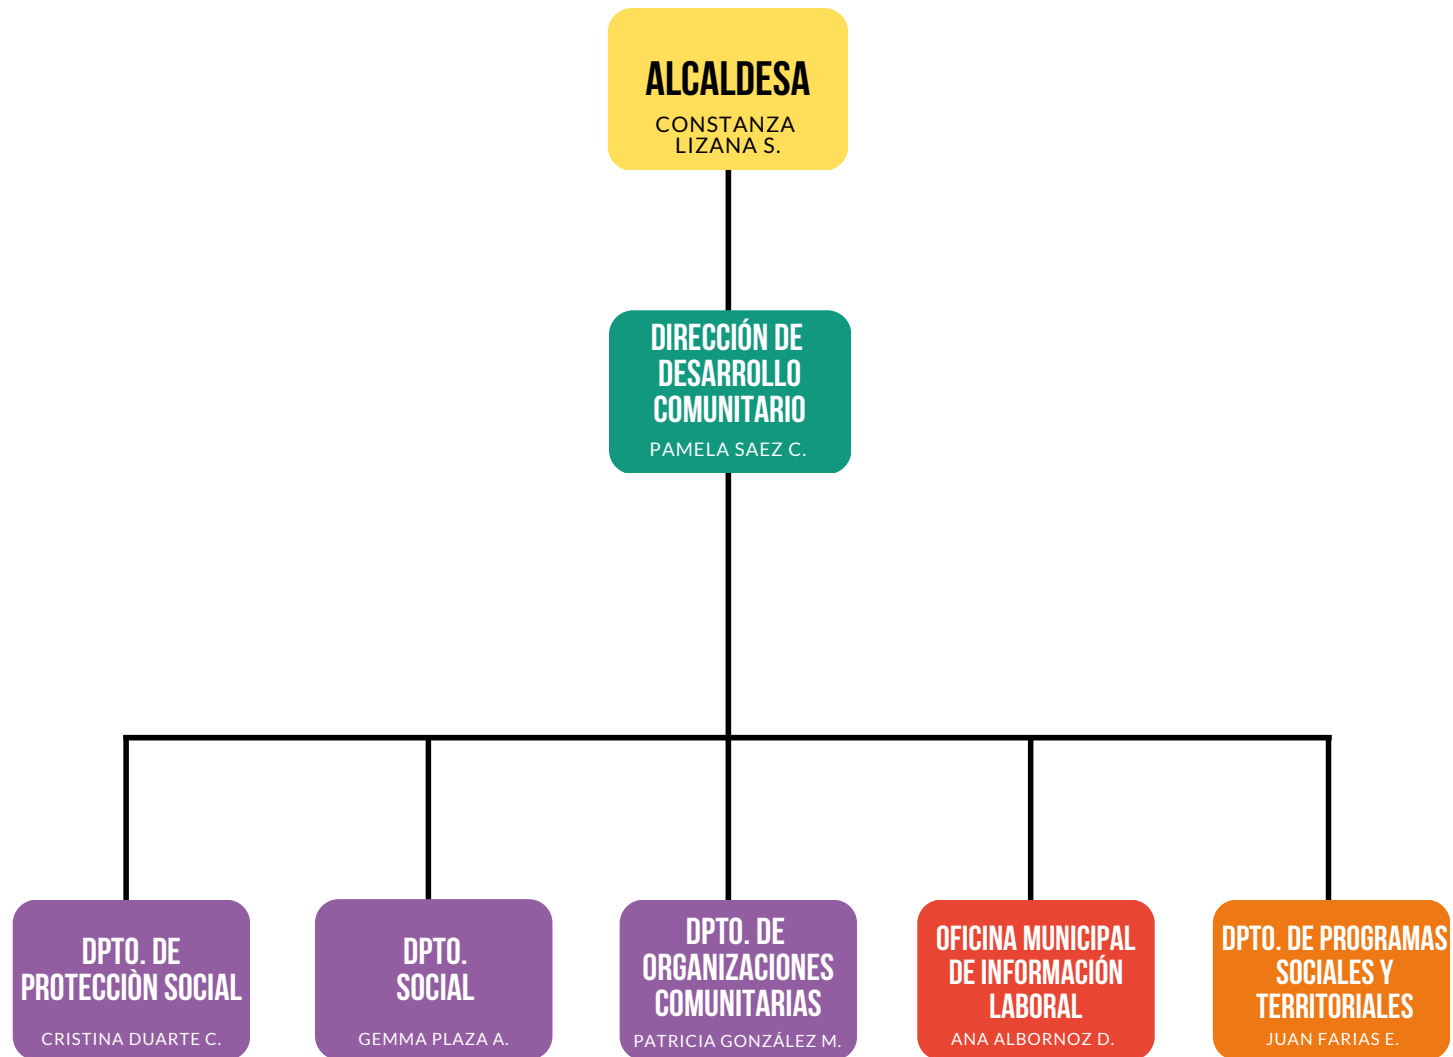 ALCALDESA
CONSTANZA
LIZANA S.
DIRECCIÓN DE
DESARROLLO
COMUNITARIO
PAMELA SAEZ C.
DPTO. DE
PROTECCIÒN SOCIAL
CRISTINA DUARTE C.
DPTO.
SOCIAL
GEMMA PLAZA A.
DPTO. DE
ORGANIZACIONES
COMUNITARIAS
PATRICIA GONZÁLEZ M.
OFICINA MUNICIPAL
DE INFORMACIÓN
LABORAL
ANA ALBORNOZ D.
DPTO. DE PROGRAMAS
SOCIALES Y
TERRITORIALES
JUAN FARIAS E.